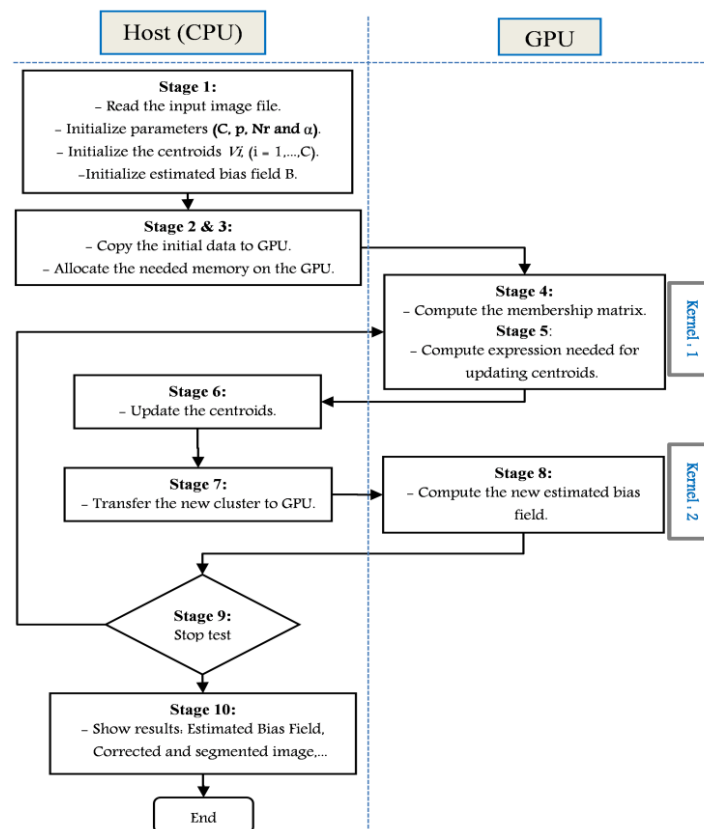 Host (CPU)
GPU
Stage 1:
- Read the input image file.
- Initialize parameters (C, p, Nr and α).
- Initialize the centroids Vi, (i = 1,...,C).
-Initialize estimated bias field B.
Stage 2 & 3:
- Copy the initial data to GPU.
- Allocate the needed memory on the GPU.
Stage 4:
- Compute the membership matrix.
Stage 5:
- Compute expression needed for
updating centroids.
Kernel : 1
Stage 6:
- Update the centroids.
Stage 7:
- Transfer the new cluster to GPU.
Stage 8:
- Compute the new estimated bias
field.
Kernel : 2
Stage 9:
Stop test
Stage 10:
- Show results: Estimated Bias Field,
Corrected and segmented image,...
End